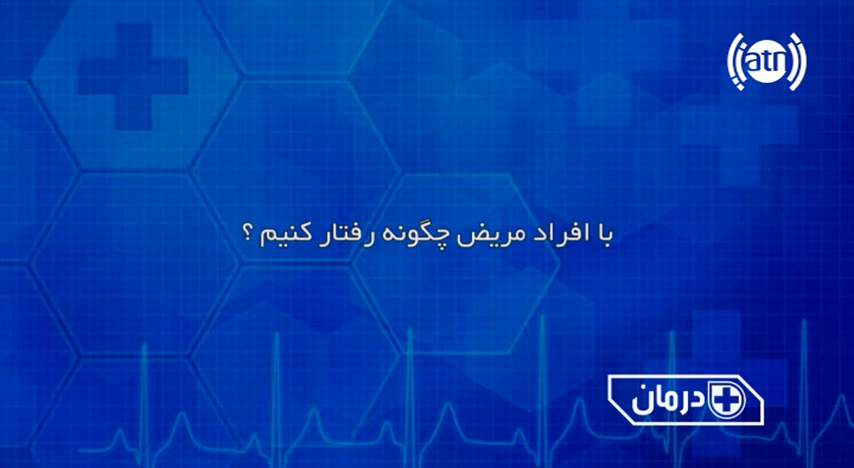 atn
با افراد مریض چگونه رفتار کنیم ؟
درمان